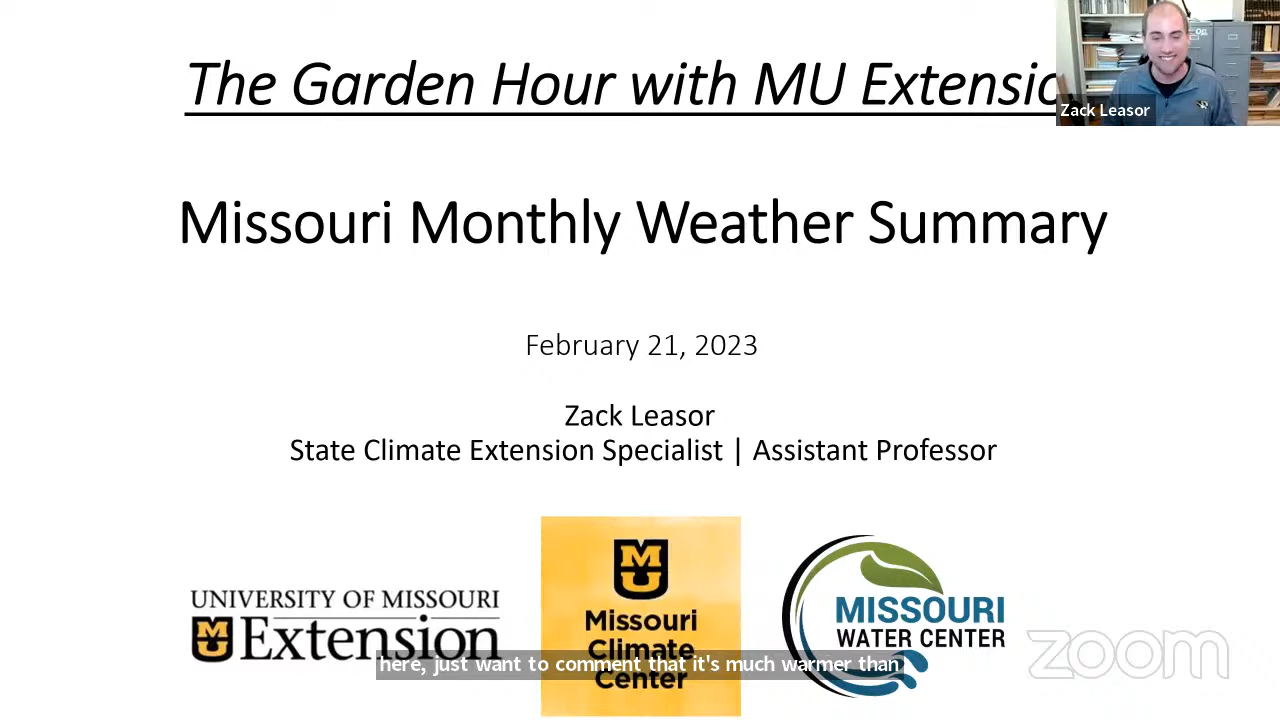 The Garden Hour with MU Extensio
Zack Leasor
Missouri Monthly Weather Summary
February 21, 2023
Zack Leasor
State Climate Extension Specialist | Assistant Professor
UNIVERSITY OF MISSOURI
Extension
Missouri
Climate
Center
MISSOURI
WATER CENTER
zoom
here, just want to comment that it's much warmer than